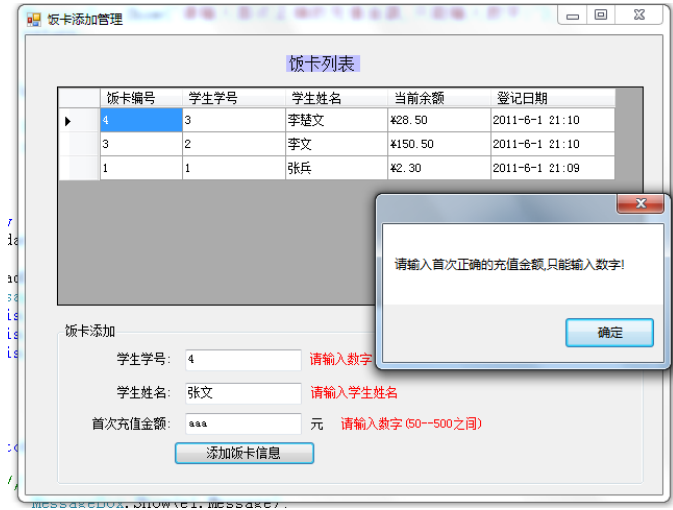 饭卡添加管理
饭卡列表
饭卡编号 学生学号 学生姓名 当前余额 登记日期
4 3 李楚文 ¥28.50 2011-6-1 21:10
3 2 李文 ¥150.50 2011-6-1 21:10
1 1 张兵 ¥2.30 2011-6-1 21:09
请输入首次正确的充值金额,只能输入数字!
确定
饭卡添加
学生学号: 4 请输入数字
学生姓名: 张文 请输入学生姓名
首次充值金额: aaa 元 请输入数字(50--500之间)
添加饭卡信息
MessageBox.Show(e1.Message);